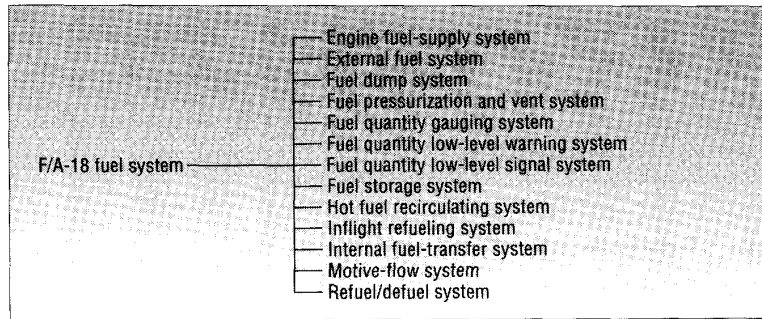 Engine fuel-supply system
External fuel system
Fuel dump system
Fuel pressurization and vent system
Fuel quantity gauging system
Fuel quantity low-level warning system
F/A-18 fuel system
Fuel quantity low-level signal system
Fuel storage system
Hot fuel recirculating system
Inflight refueling system
Internal fuel-transfer system
Motive-flow system
Refuel/defuel system